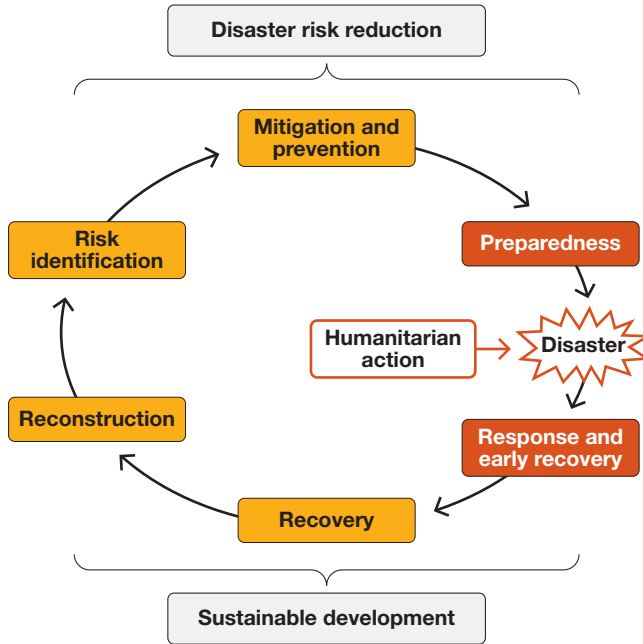 Disaster risk reduction
Mitigation and
prevention
Risk
identification
Preparedness
Humanitarian
action
Disaster
Reconstruction
Response and
early recovery
Recovery
Sustainable development